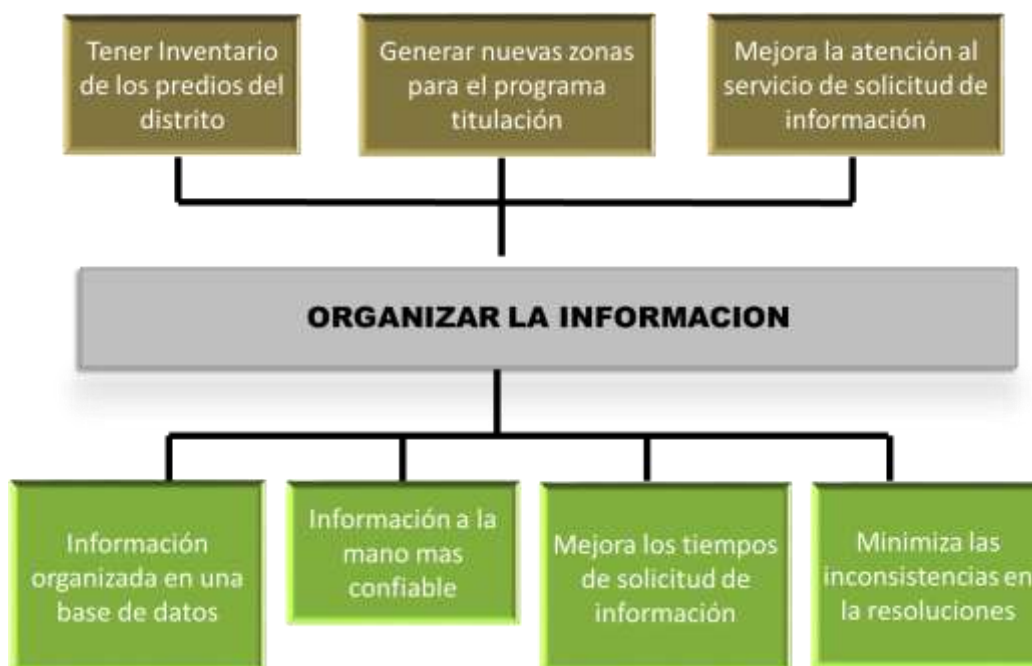 Tener Inventario
de los predios del
distrito
Generar nuevas zonas
para el programa
titulación
Mejora la atención al
servicio de solicitud de
información
ORGANIZAR LA INFORMACION
Información
organizada en una
base de datos
Información a la
mano mas
confiable
Mejora los tiempos
de solicitud de
información
Minimiza las
inconsistencias en
la resoluciones